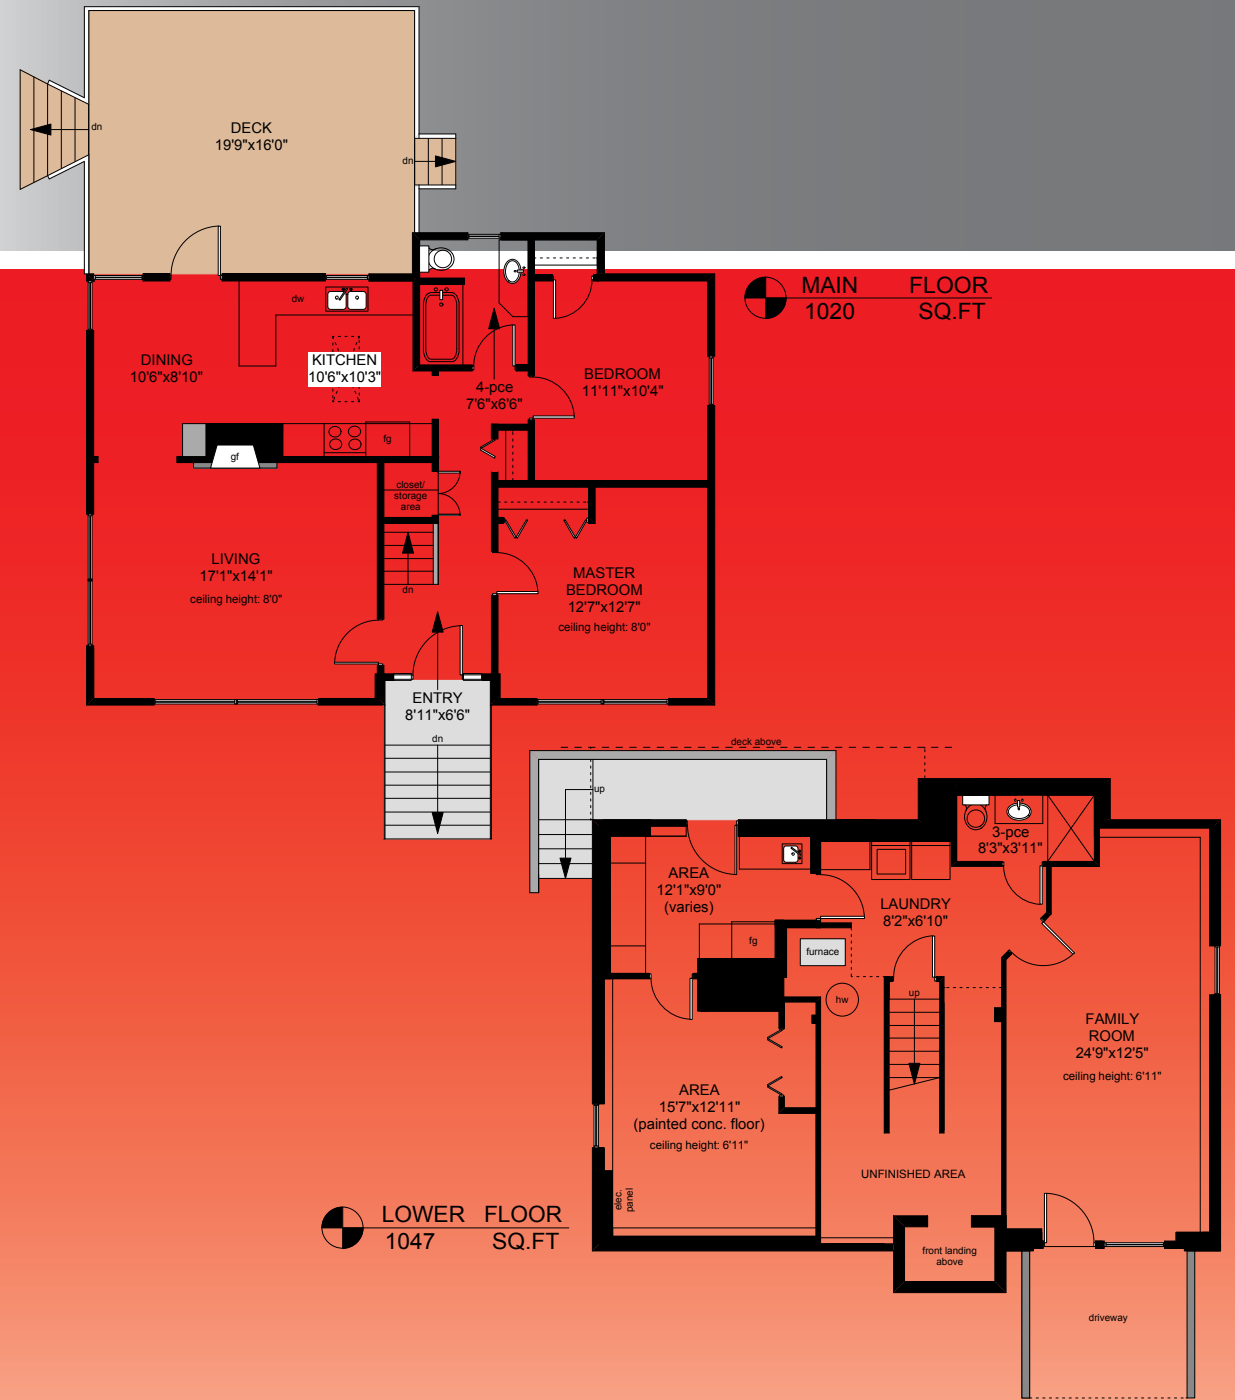 DECK
19'9"x16'0"
dn
dn
MAIN FLOOR
1020 SQ.FT
dw
DINING
10'6"x8'10"
KITCHEN
10'6"x10'3"
4-pce
7'6"x6'6"
BEDROOM
11'11"x10'4"
fg
gf
closet/
storage
area
LIVING
17'1"x14'1"
ceiling height: 8'0"
dn
MASTER
BEDROOM
12'7"x12'7"
ceiling height: 8'0"
ENTRY
8'11"x6'6"
dn
deck above
up
3-pce
8'3"x3'11"
AREA
12'1"x9'0"
(varies)
LAUNDRY
8'2"x6'10"
fg
furnace
hw
up
FAMILY
ROOM
24'9"x12'5"
ceiling height: 6'11"
AREA
15'7"x12'11"
(painted conc. floor)
ceiling height: 6'11"
elec.
panel
UNFINISHED AREA
LOWER FLOOR
1047 SQ.FT
front landing
above
driveway